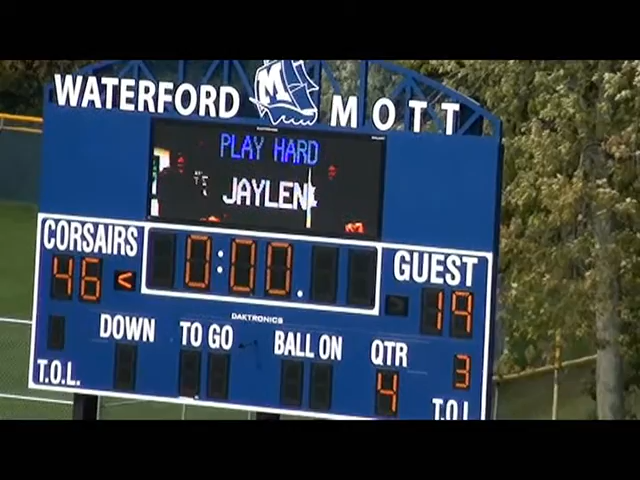 WATERFORD M MOTT
PLAY HARD
JAYLEN
CORSAIRS 0:00. GUEST
46 < 19
DAKTRONICS
DOWN TO GO BALL ON QTR
4 3
T.O.L. T.O.L